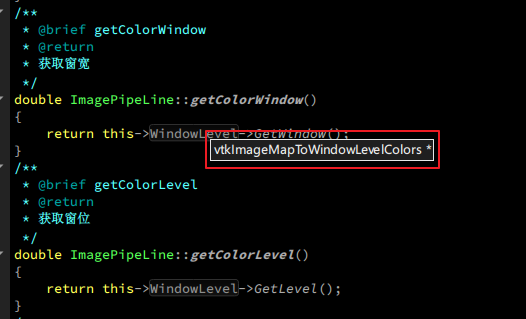 /**
 * @brief getColorWindow
 * @return
 * 获取窗宽
 */
double ImagePipeLine::getColorWindow()
{
    return this->WindowLevel->GetWindow();
vtkImageMapToWindowLevelColors *
}
/**
 * @brief getColorLevel
 * @return
 * 获取窗位
 */
double ImagePipeLine::getColorLevel()
{
    return this->WindowLevel->GetLevel();
}